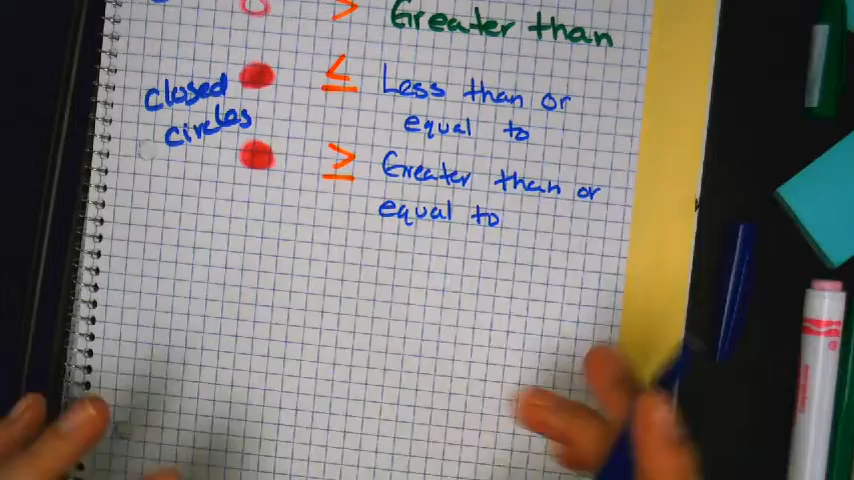 > Greater than
closed
circles
≤ Less than or
equal to
≥ Greater than or
equal to